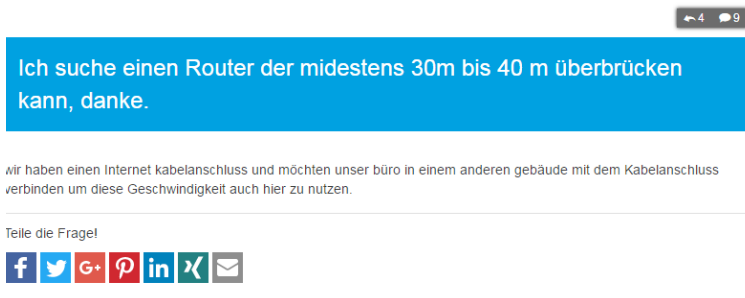 4 9
Ich suche einen Router der midestens 30m bis 40 m überbrücken
kann, danke.
wir haben einen Internet kabelanschluss und möchten unser büro in einem anderen gebäude mit dem Kabelanschluss
verbinden um diese Geschwindigkeit auch hier zu nutzen.
Teile die Frage!
f G+ in